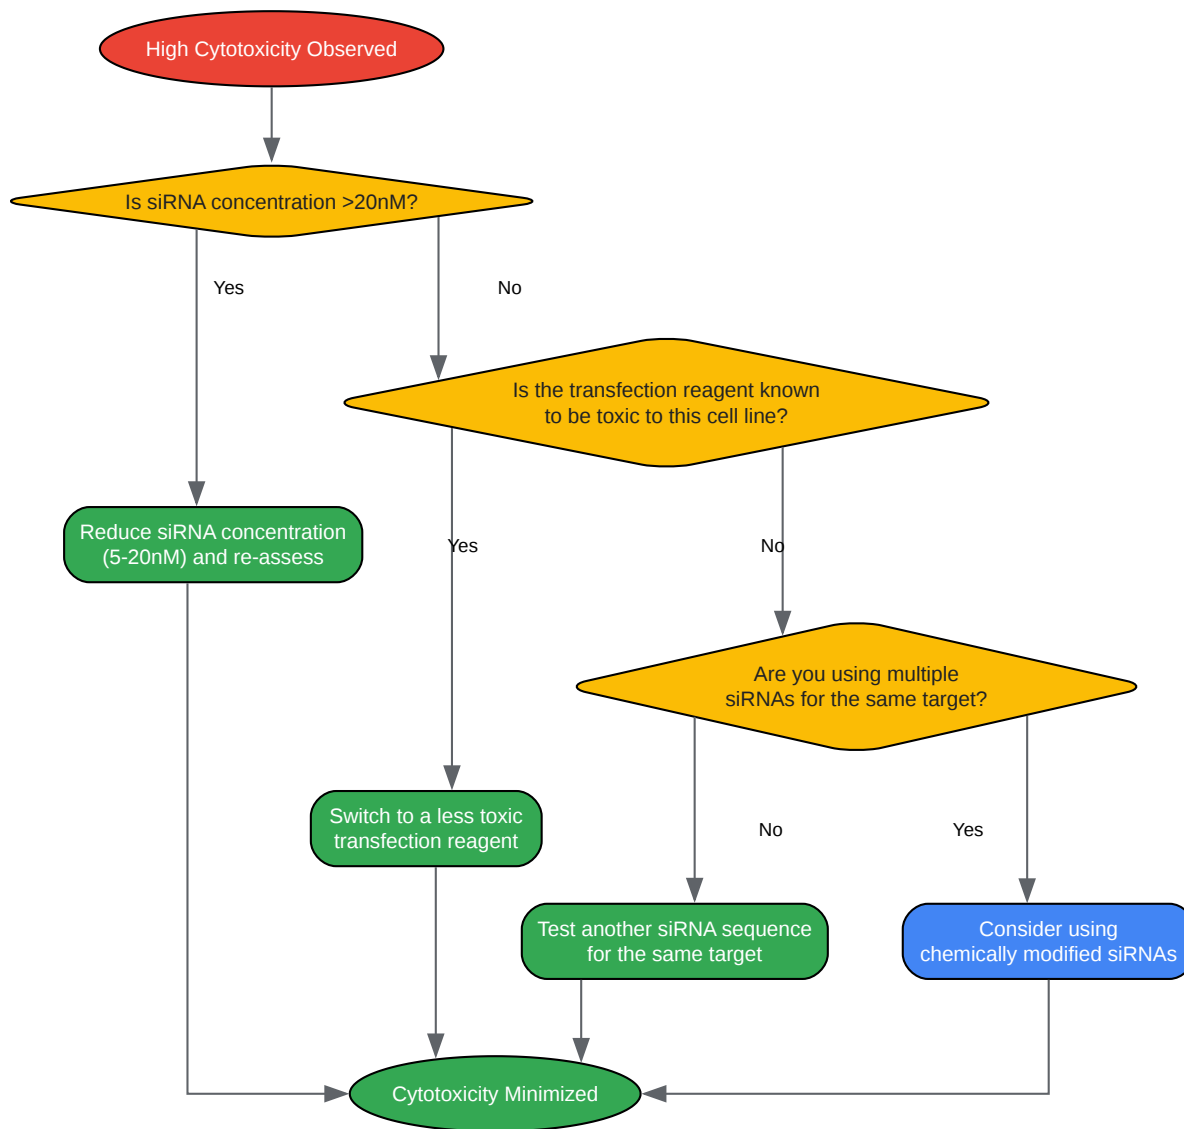 High Cytotoxicity Observed
Is siRNA concentration >20nM?
Yes
No
Is the transfection reagent known
to be toxic to this cell line?
Reduce siRNA concentration
(5-20nM) and re-assess
Yes
No
Are you using multiple
siRNAs for the same target?
Switch to a less toxic
transfection reagent
No
Yes
Test another siRNA sequence
for the same target
Consider using
chemically modified siRNAs
Cytotoxicity Minimized